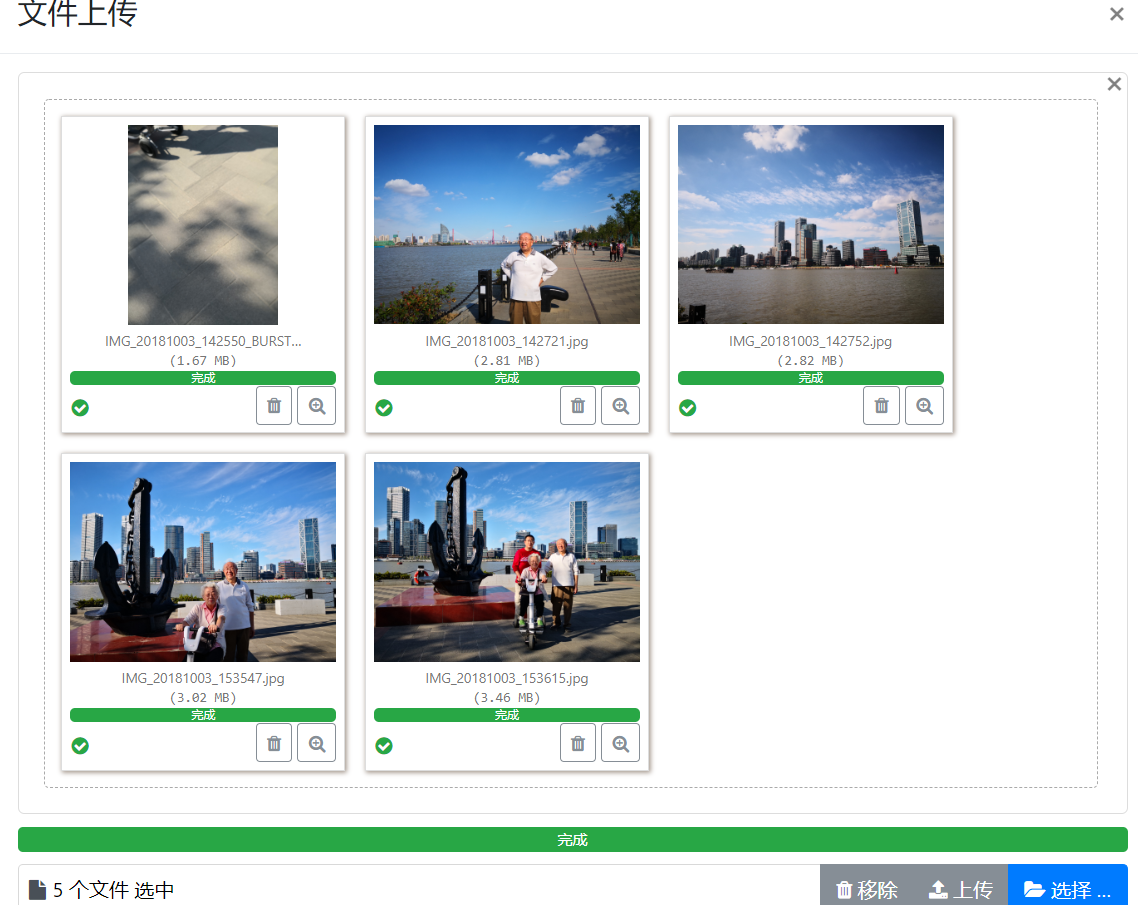 文件上传
IMG_20181003_142550_BURST...
(1.67 MB)
完成
IMG_20181003_142721.jpg
(2.81 MB)
完成
IMG_20181003_142752.jpg
(2.82 MB)
完成
IMG_20181003_153547.jpg
(3.02 MB)
完成
IMG_20181003_153615.jpg
(3.46 MB)
完成
完成
5 个文件 选中
移除
上传
选择 ...